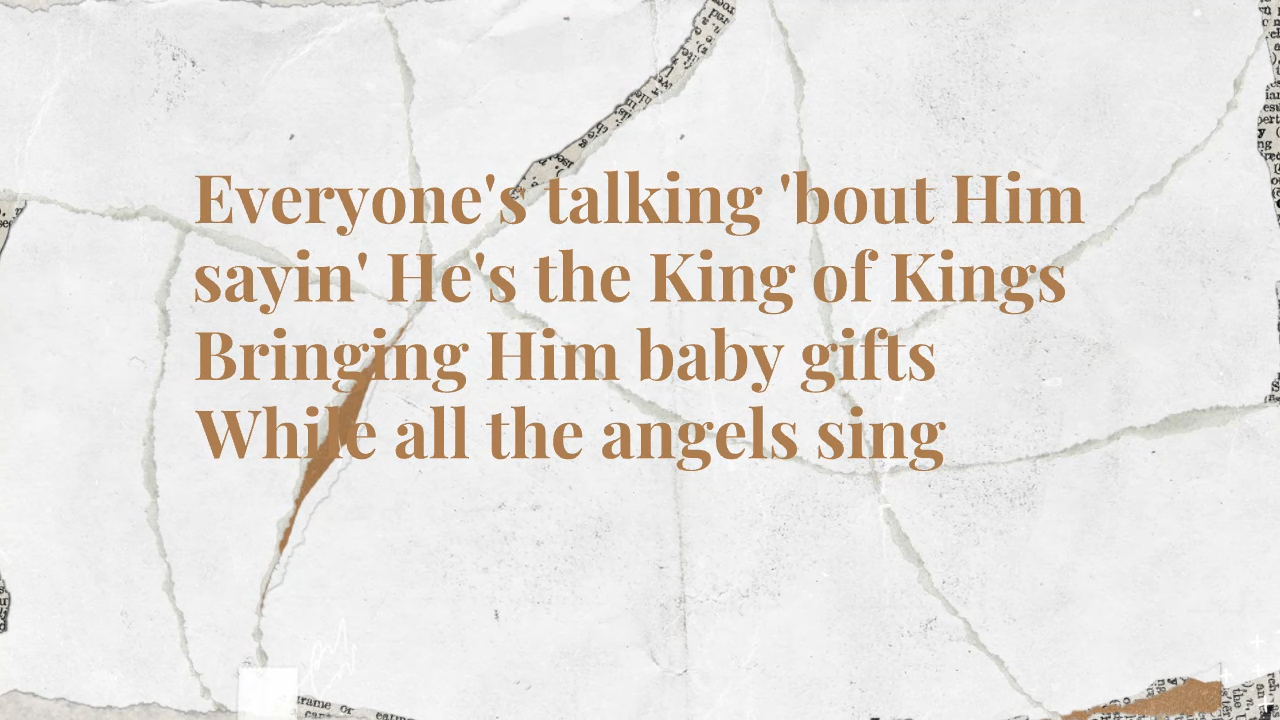 Everyone's talking 'bout Him
sayin' He's the King of Kings
Bringing Him baby gifts
While all the angels sing